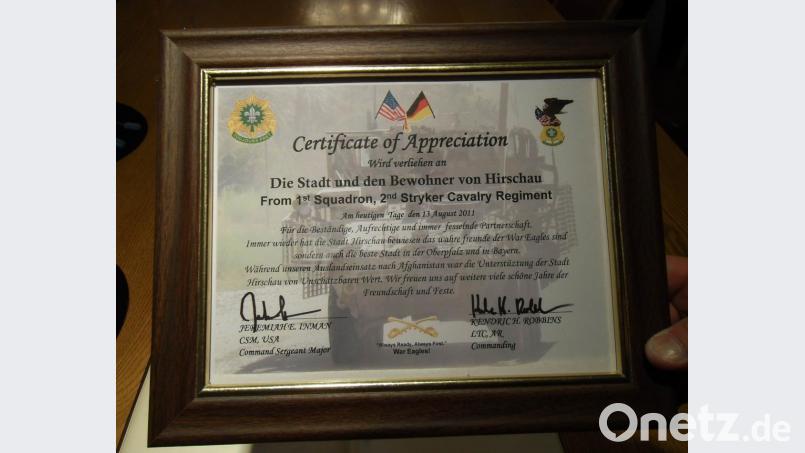 Certificate of Appreciation
Wird verliehen an
Die Stadt und den Bewohner von Hirschau
From 1st Squadron, 2nd Stryker Cavalry Regiment
Am heutigen Tage den 13 August 2011
Für die Beständige, Aufrechtige und immer fesselnde Partnerschaft.
Immer wieder hat die Stadt Hirschau bewiesen das wahre freunde der War Eagles sind
sondern auch die beste Stadt in der Oberpfalz und in Bayern.
Während unseren Auslandseinsatz nach Afghanistan war die Unterstüztung der Stadt
Hirschau von Unschätzbaren Wert. Wir freuen uns auf weitere viele schöne Jahre der
Freundschaft und Feste.
JEREMIAH E. INMAN
CSM, USA
Command Sergeant Major
"Always Ready, Always First."
War Eagles!
KENDRIC H. ROBBINS
LTC, AR
Commanding
Onetz.de